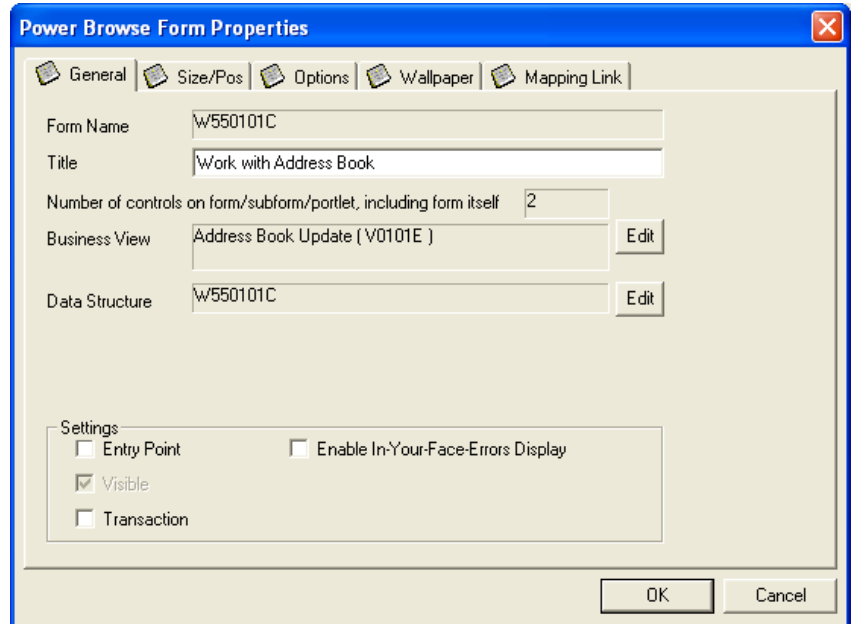 Power Browse Form Properties
General Size/Pos Options Wallpaper Mapping Link
Form Name W550101C
Title Work with Address Book
Number of controls on form/subform/portlet, including form itself 2
Business View Address Book Update ( V0101E ) Edit
Data Structure W550101C Edit
Settings
Entry Point Enable In-Your-Face-Errors Display
Visible
Transaction
OK Cancel